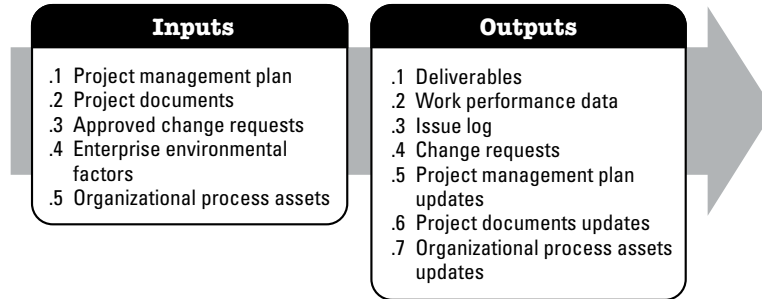 Inputs
.1 Project management plan
.2 Project documents
.3 Approved change requests
.4 Enterprise environmental
factors
.5 Organizational process assets
Outputs
.1 Deliverables
.2 Work performance data
.3 Issue log
.4 Change requests
.5 Project management plan
updates
.6 Project documents updates
.7 Organizational process assets
updates